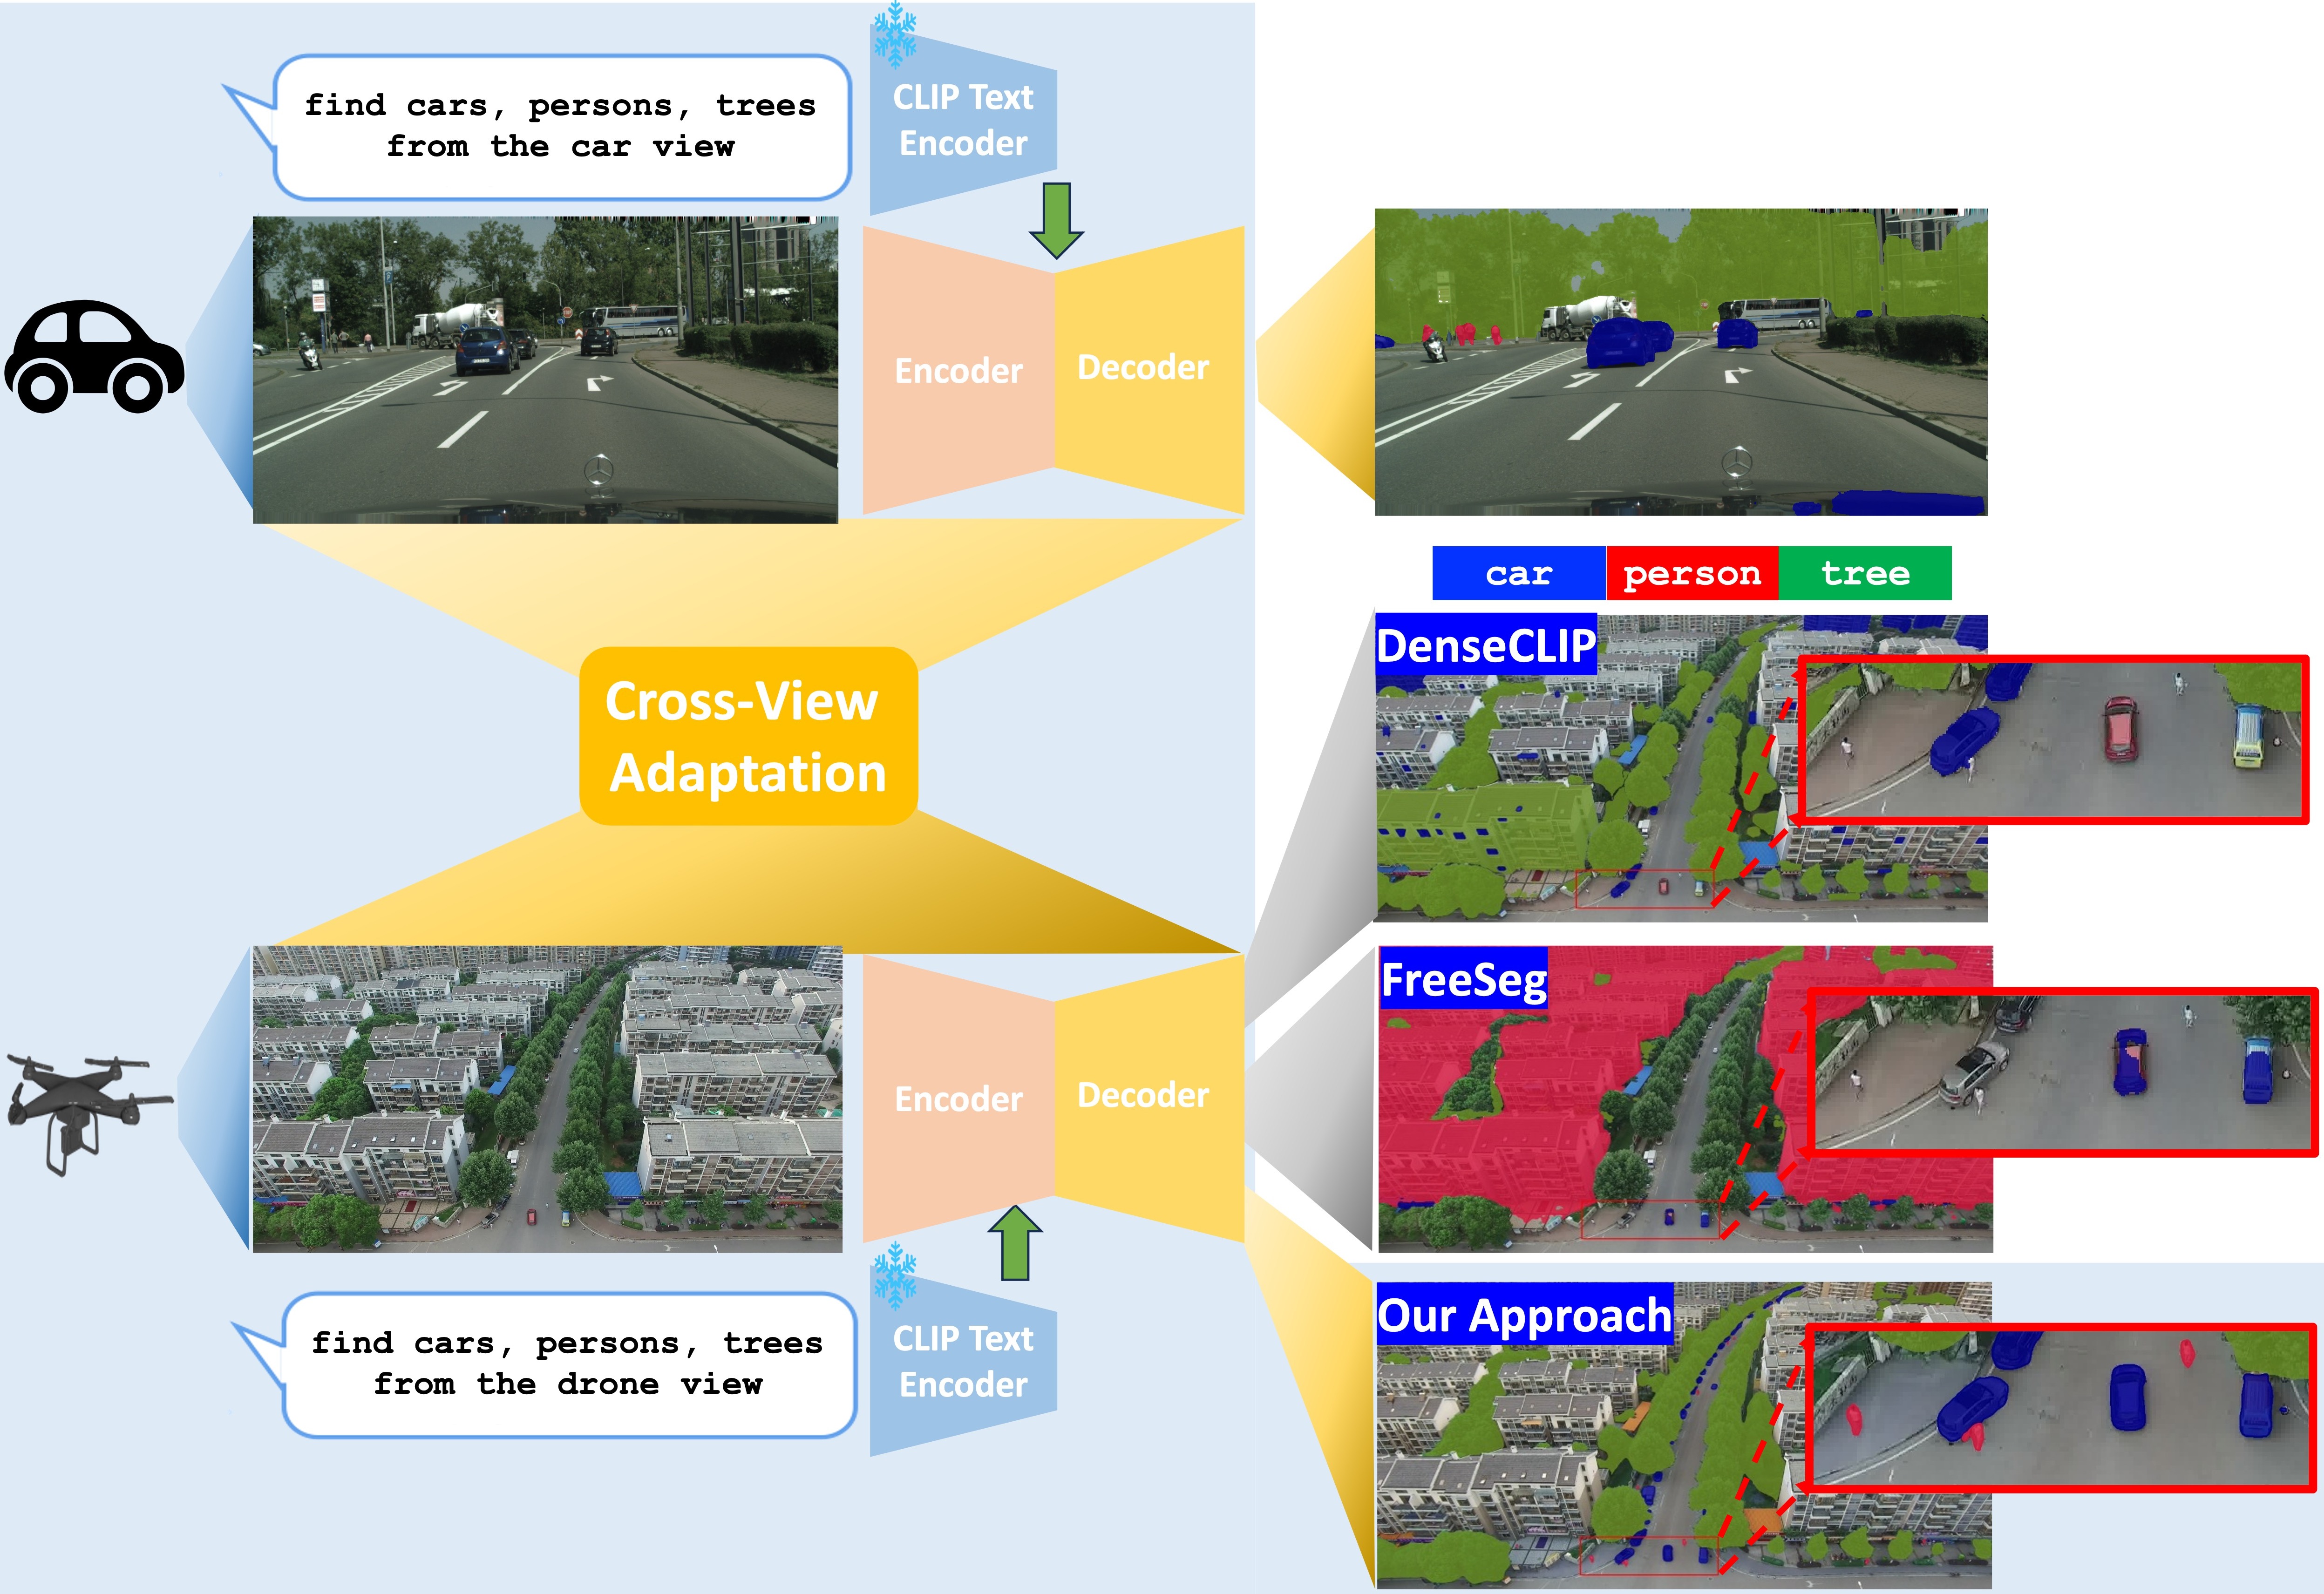 find cars, persons, trees
from the car view
CLIP Text
Encoder
Encoder
Decoder
car
person
tree
DenseCLIP
Cross-View
Adaptation
FreeSeg
Encoder
Decoder
Our Approach
find cars, persons, trees
from the drone view
CLIP Text
Encoder